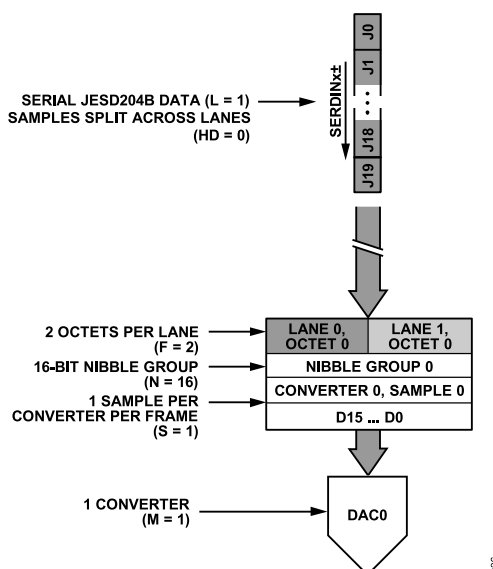 J0
J1
SERDINx±
J18
J19
SERIAL JESD204B DATA (L = 1)
SAMPLES SPLIT ACROSS LANES
(HD = 0)
2 OCTETS PER LANE
(F = 2)
LANE 0,
OCTET 0
LANE 1,
OCTET 0
16-BIT NIBBLE GROUP
(N = 16)
NIBBLE GROUP 0
1 SAMPLE PER
CONVERTER PER FRAME
(S = 1)
CONVERTER 0, SAMPLE 0
D15 ... D0
1 CONVERTER
(M = 1)
DAC0